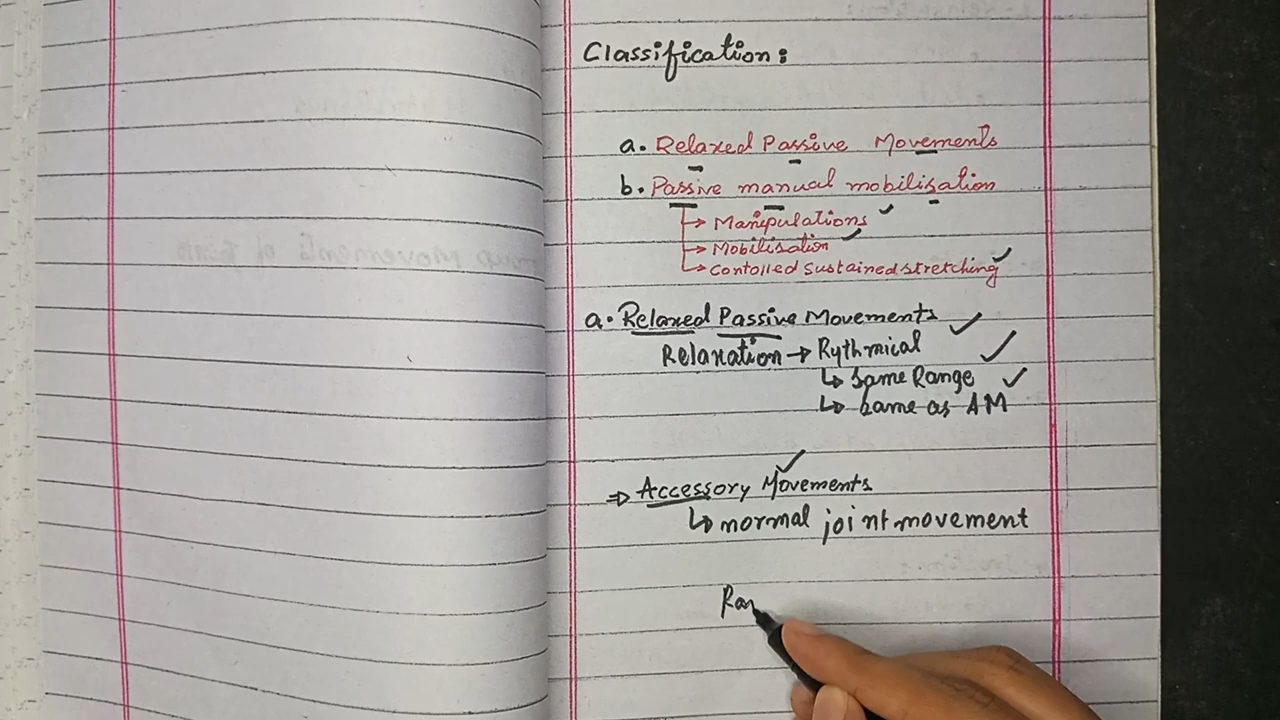 Classification:
a. Relaxed Passive Movements
b. Passive manual mobilisation
→ Manipulations ✓
→ Mobilisation ✓
→ Contolled Sustained stretching ✓
a. Relaxed Passive Movements ✓
Relaxation → Rythmical ✓
↳ Same Range ✓
↳ Same as AM
⇒ Accessory Movements ✓
↳ normal joint movement
Ran